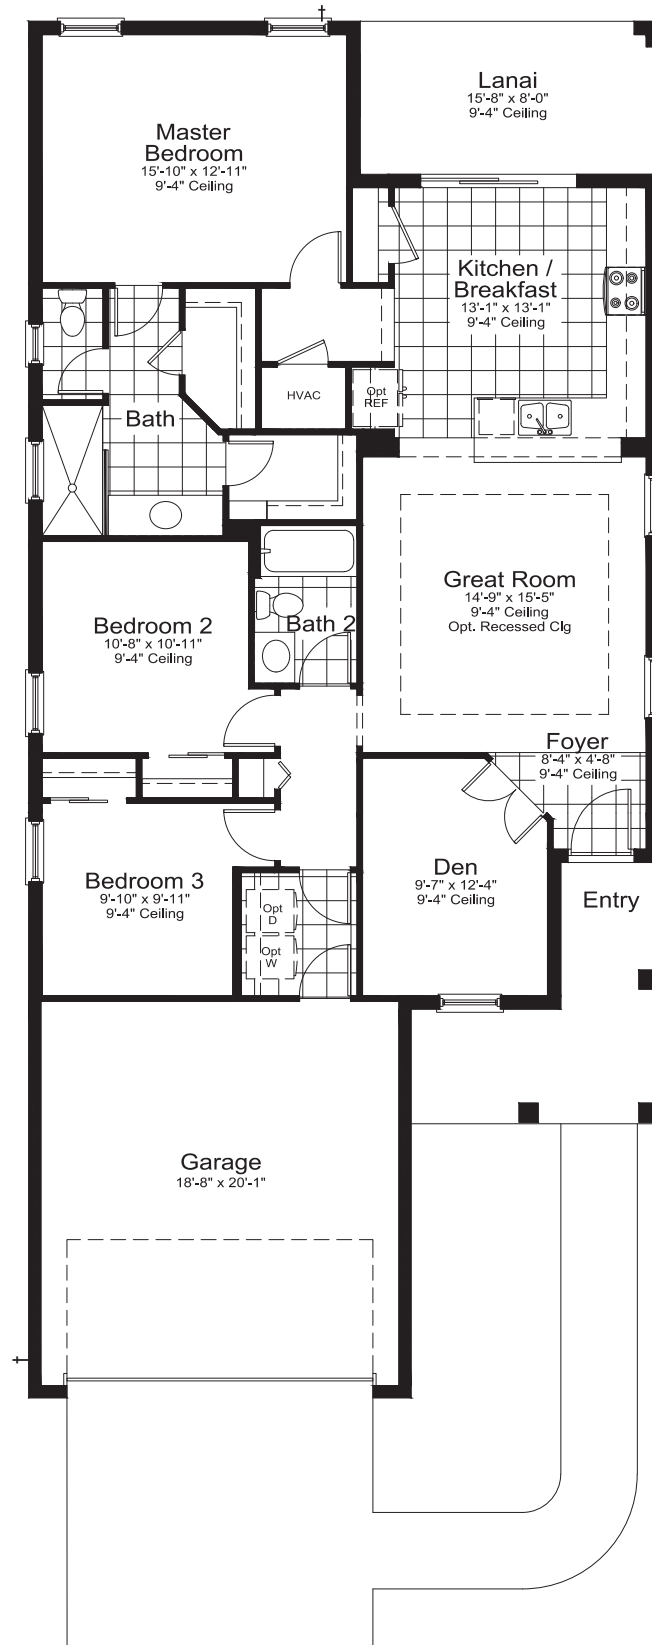 Lanai
15'-8" x 8'-0"
9'-4" Ceiling
Master
Bedroom
15'-10" x 12'-11"
9'-4" Ceiling
Kitchen /
Breakfast
13'-1" x 13'-1"
9'-4" Ceiling
HVAC
Opt
REF
Bath
Great Room
14'-9" x 15'-5"
9'-4" Ceiling
Opt. Recessed Clg
Bedroom 2
10'-8" x 10'-11"
9'-4" Ceiling
Bath 2
Foyer
8'-4" x 4'-8"
9'-4" Ceiling
Bedroom 3
9'-10" x 9'-11"
9'-4" Ceiling
Den
9'-7" x 12'-4"
9'-4" Ceiling
Entry
Opt
D
Opt
W
Garage
18'-8" x 20'-1"